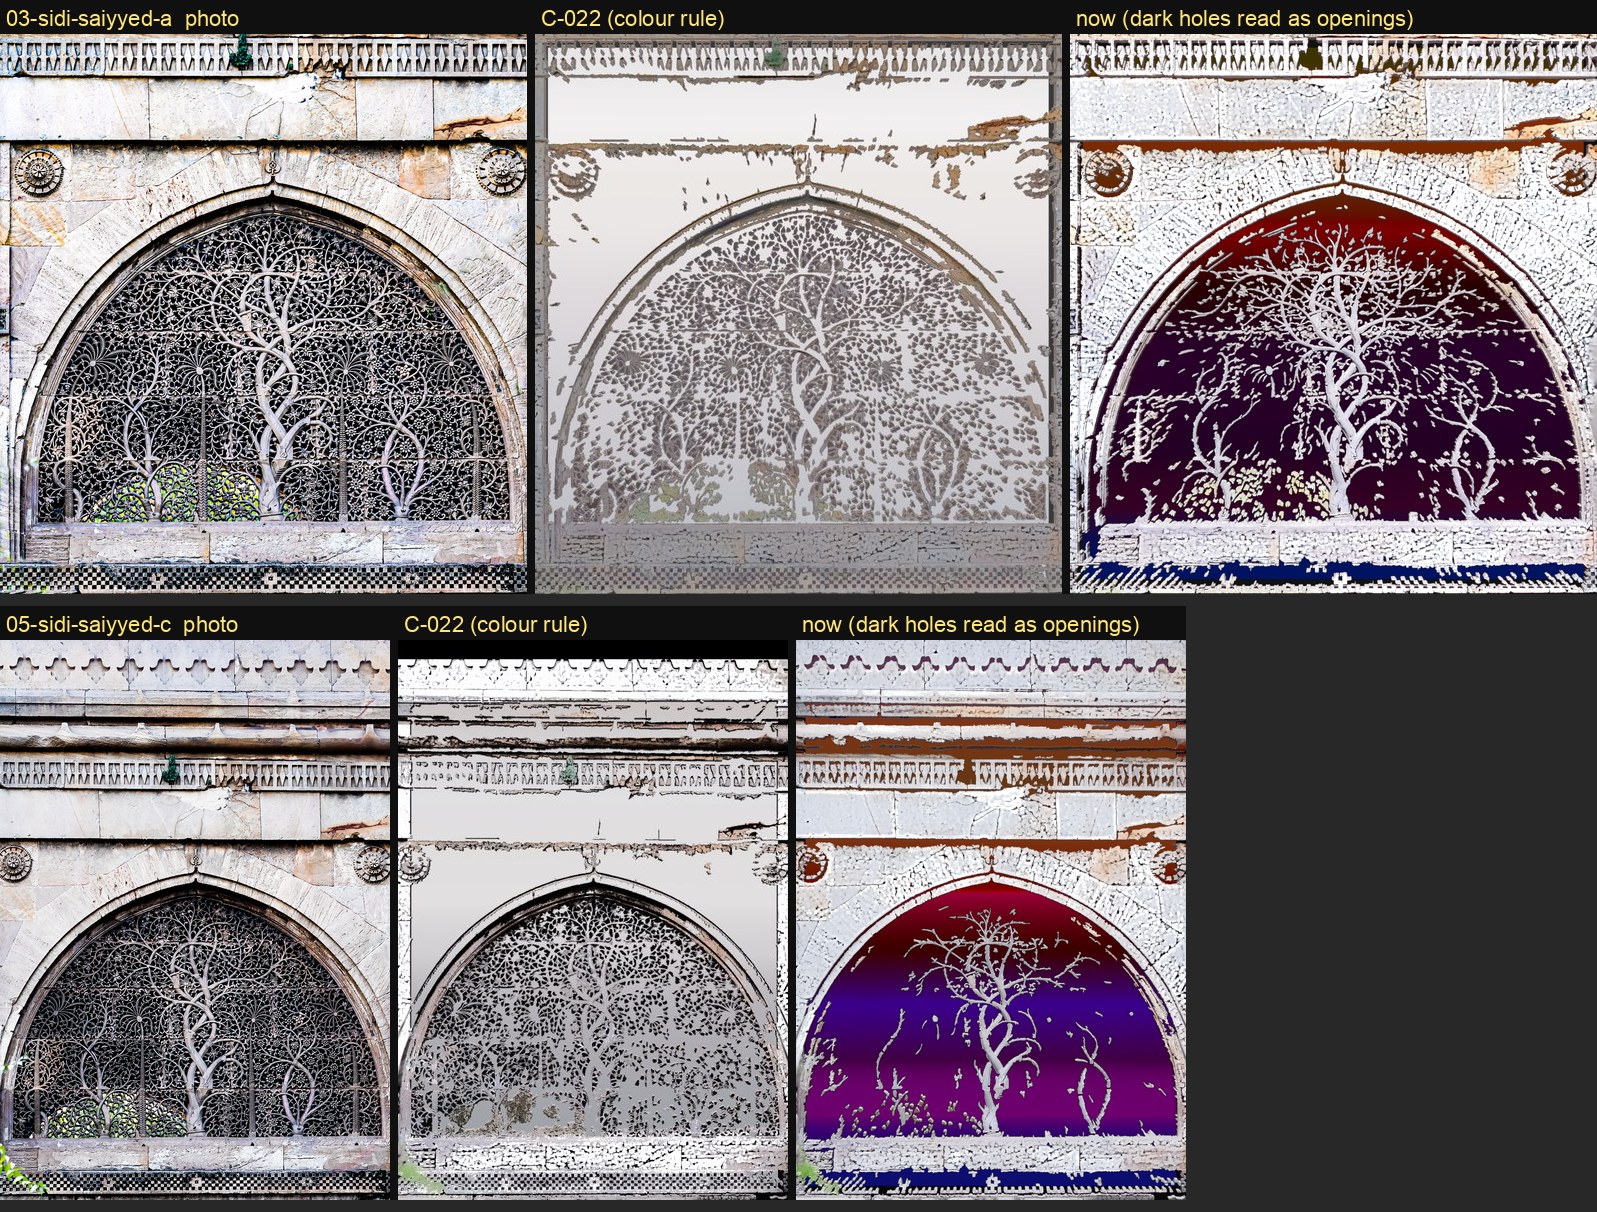 03-sidi-saiyyed-a photo
C-022 (colour rule)
now (dark holes read as openings)
05-sidi-saiyyed-c photo
C-022 (colour rule)
now (dark holes read as openings)